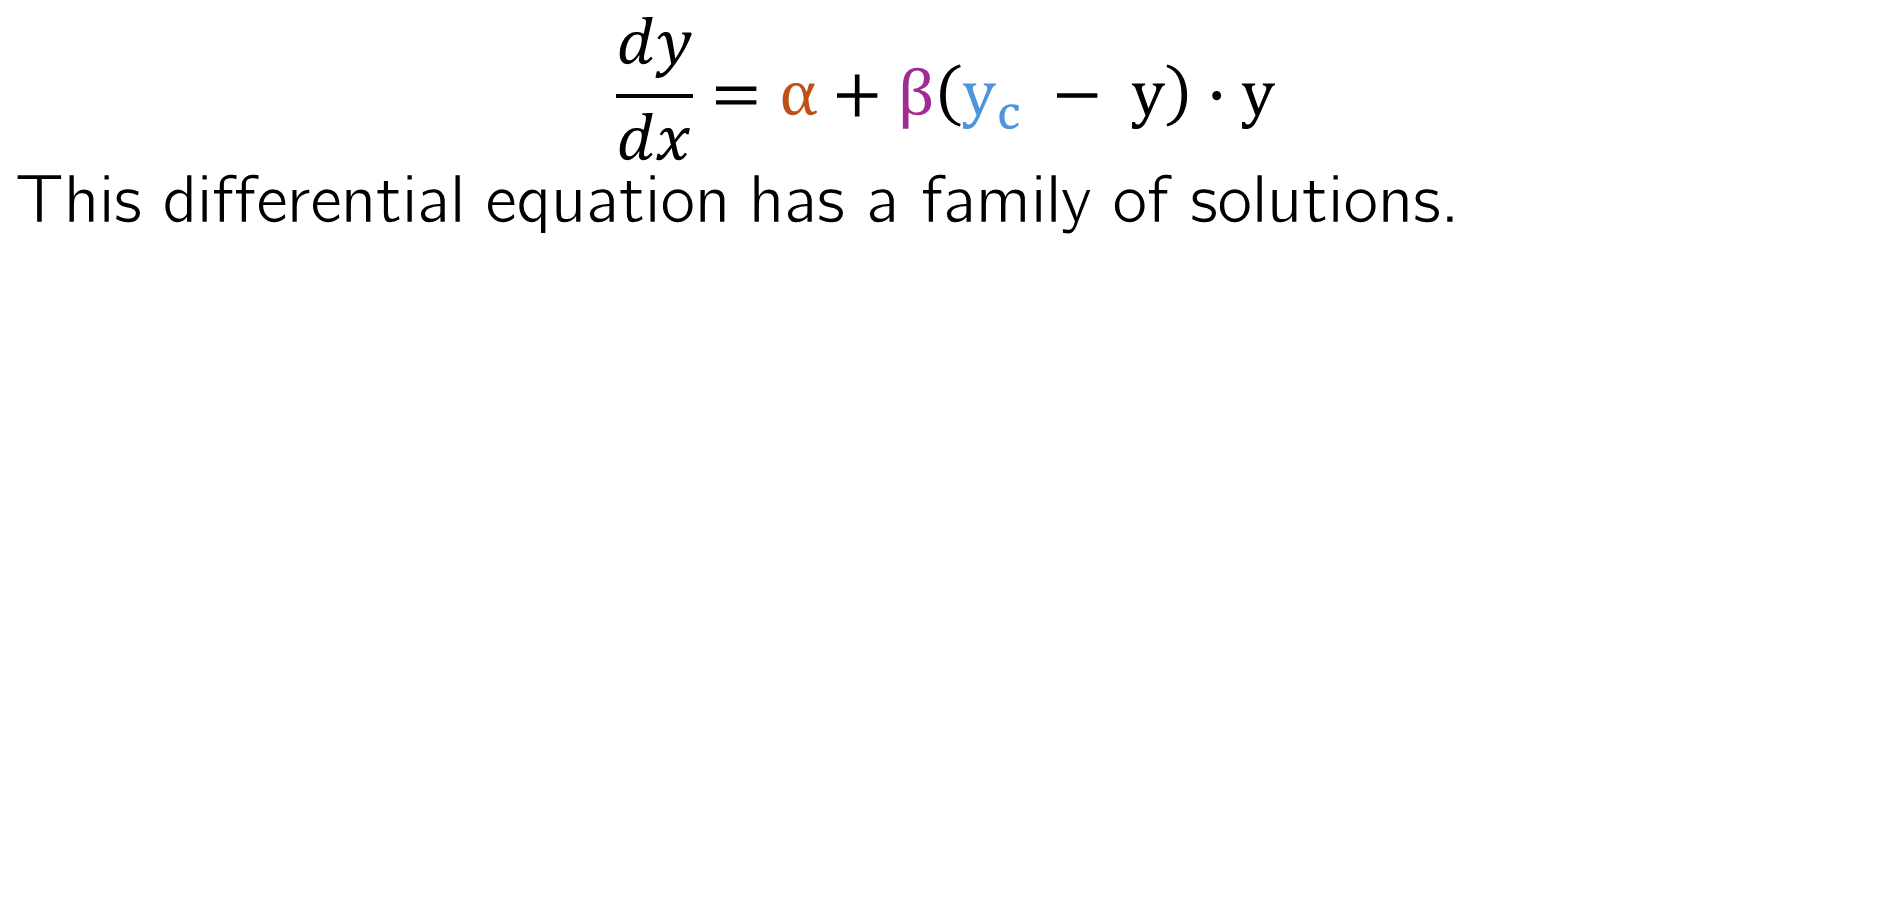 dy/dx = α + β(y_c − y) · y
This differential equation has a family of solutions.